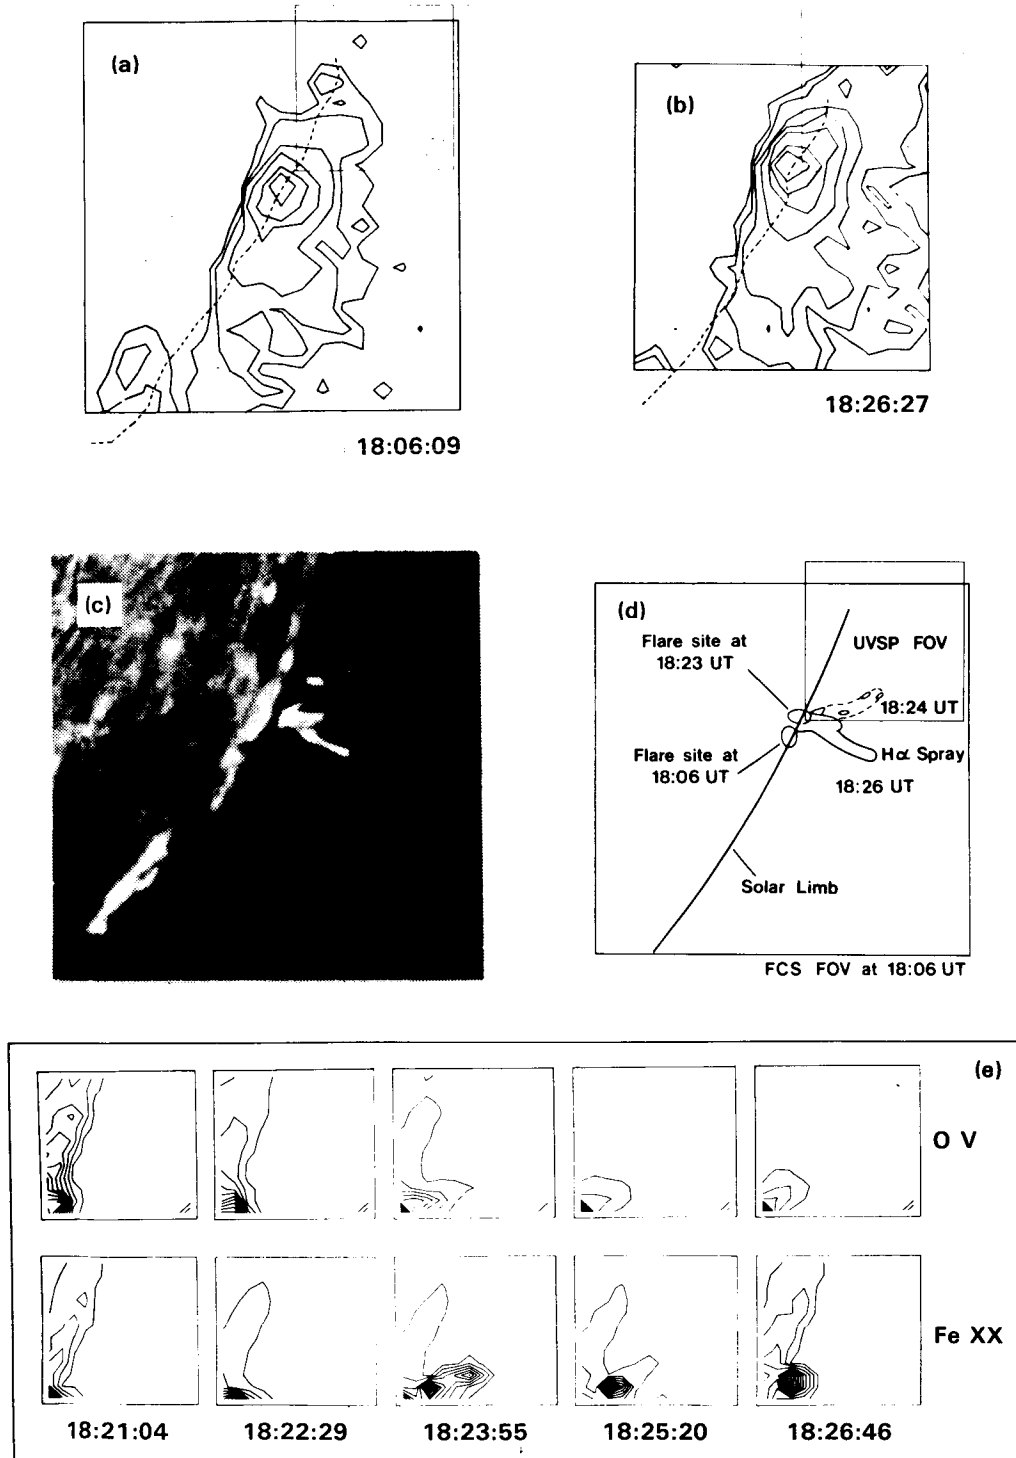 (a)
18:06:09
(b)
18:26:27
(c)
(d)
Flare site at
18:23 UT
UVSP FOV
18:24 UT
Flare site at
18:06 UT
Hα Spray
18:26 UT
Solar Limb
FCS FOV at 18:06 UT
(e)
O V
Fe XX
18:21:04
18:22:29
18:23:55
18:25:20
18:26:46